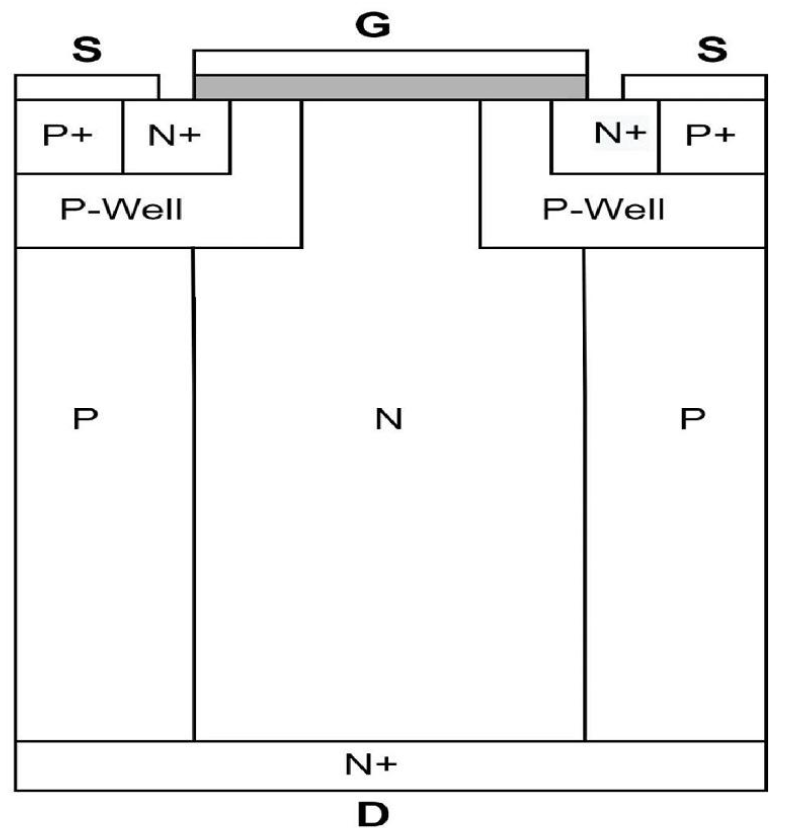 G
S S
P+ N+ N+ P+
P-Well P-Well
P N P
N+
D